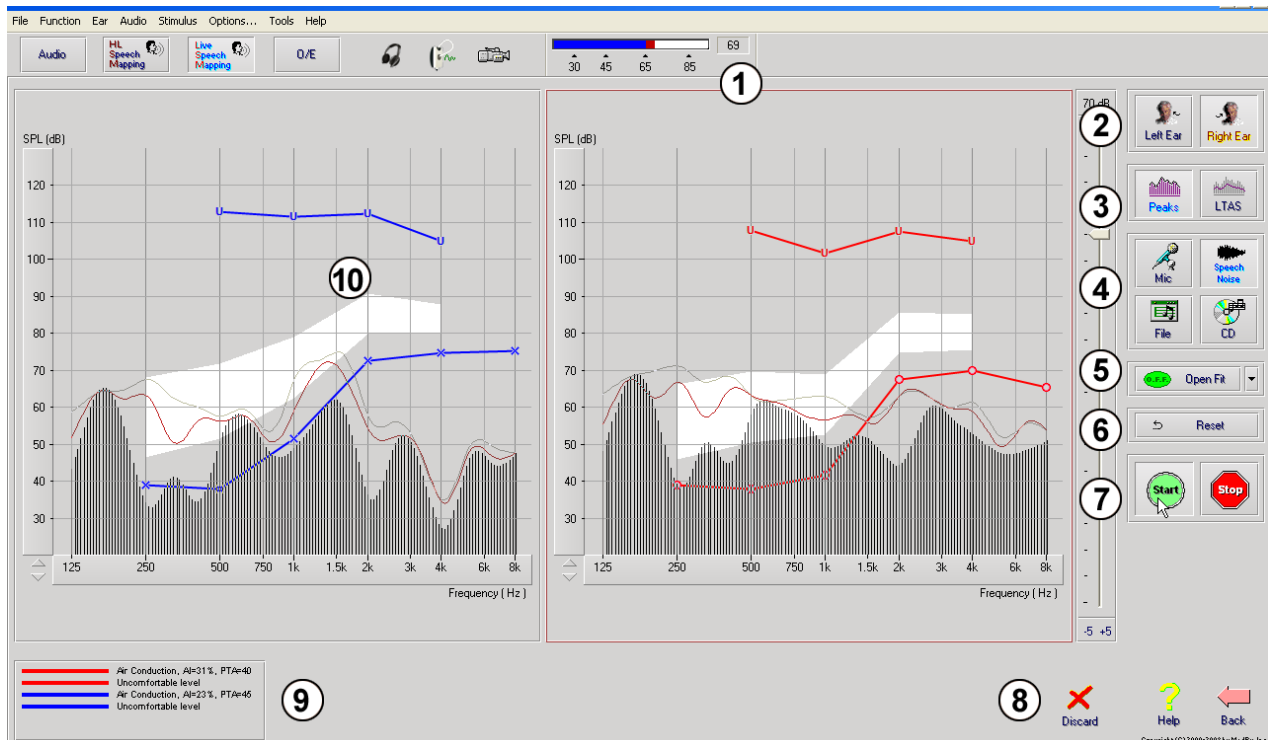 File Function Ear Audio Stimulus Options... Tools Help
Audio
HL Speech Mapping
Live Speech Mapping
O/E
69
30 45 65 85
1
SPL (dB)
120
110
100
90
80
70
60
50
40
30
125 250 500 750 1k 1.5k 2k 3k 4k 6k 8k
Frequency ( Hz )
U U U U
10
SPL (dB)
120
110
100
90
80
70
60
50
40
30
125 250 500 750 1k 1.5k 2k 3k 4k 6k 8k
Frequency ( Hz )
U U U U
70 dB
-5 +5
2
Left Ear Right Ear
3
Peaks LTAS
4
Mic Speech Noise
File CD
5
O.F.F. Open Fit
6
Reset
7
Start Stop
Air Conduction, AI=31%, PTA=40
Uncomfortable level
Air Conduction, AI=23%, PTA=45
Uncomfortable level
9
8
Discard Help Back